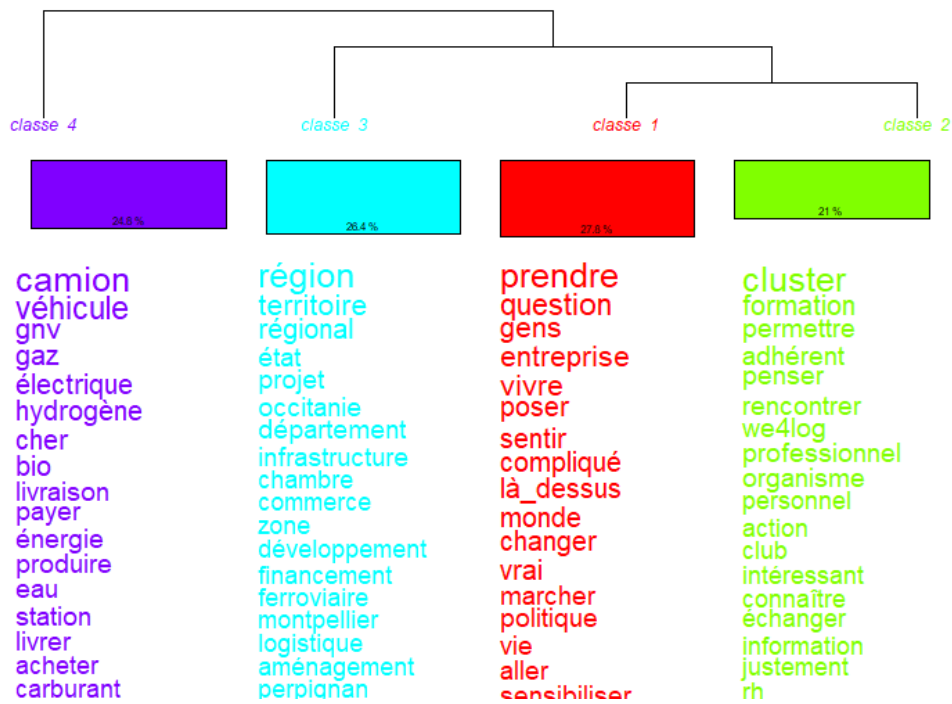 classe 4
classe 3
classe 1
classe 2
24.8 %
26.4 %
27.8 %
21 %
camion
véhicule
gnv
gaz
électrique
hydrogène
cher
bio
livraison
payer
énergie
produire
eau
station
livrer
acheter
carburant
région
territoire
régional
état
projet
occitanie
département
infrastructure
chambre
commerce
zone
développement
financement
ferroviaire
montpellier
logistique
aménagement
perpignan
prendre
question
gens
entreprise
vivre
poser
sentir
compliqué
là_dessus
monde
changer
vrai
marcher
politique
vie
aller
sensibiliser
cluster
formation
permettre
adhérent
penser
rencontrer
we4log
professionnel
organisme
personnel
action
club
intéressant
connaître
échanger
information
justement
rh